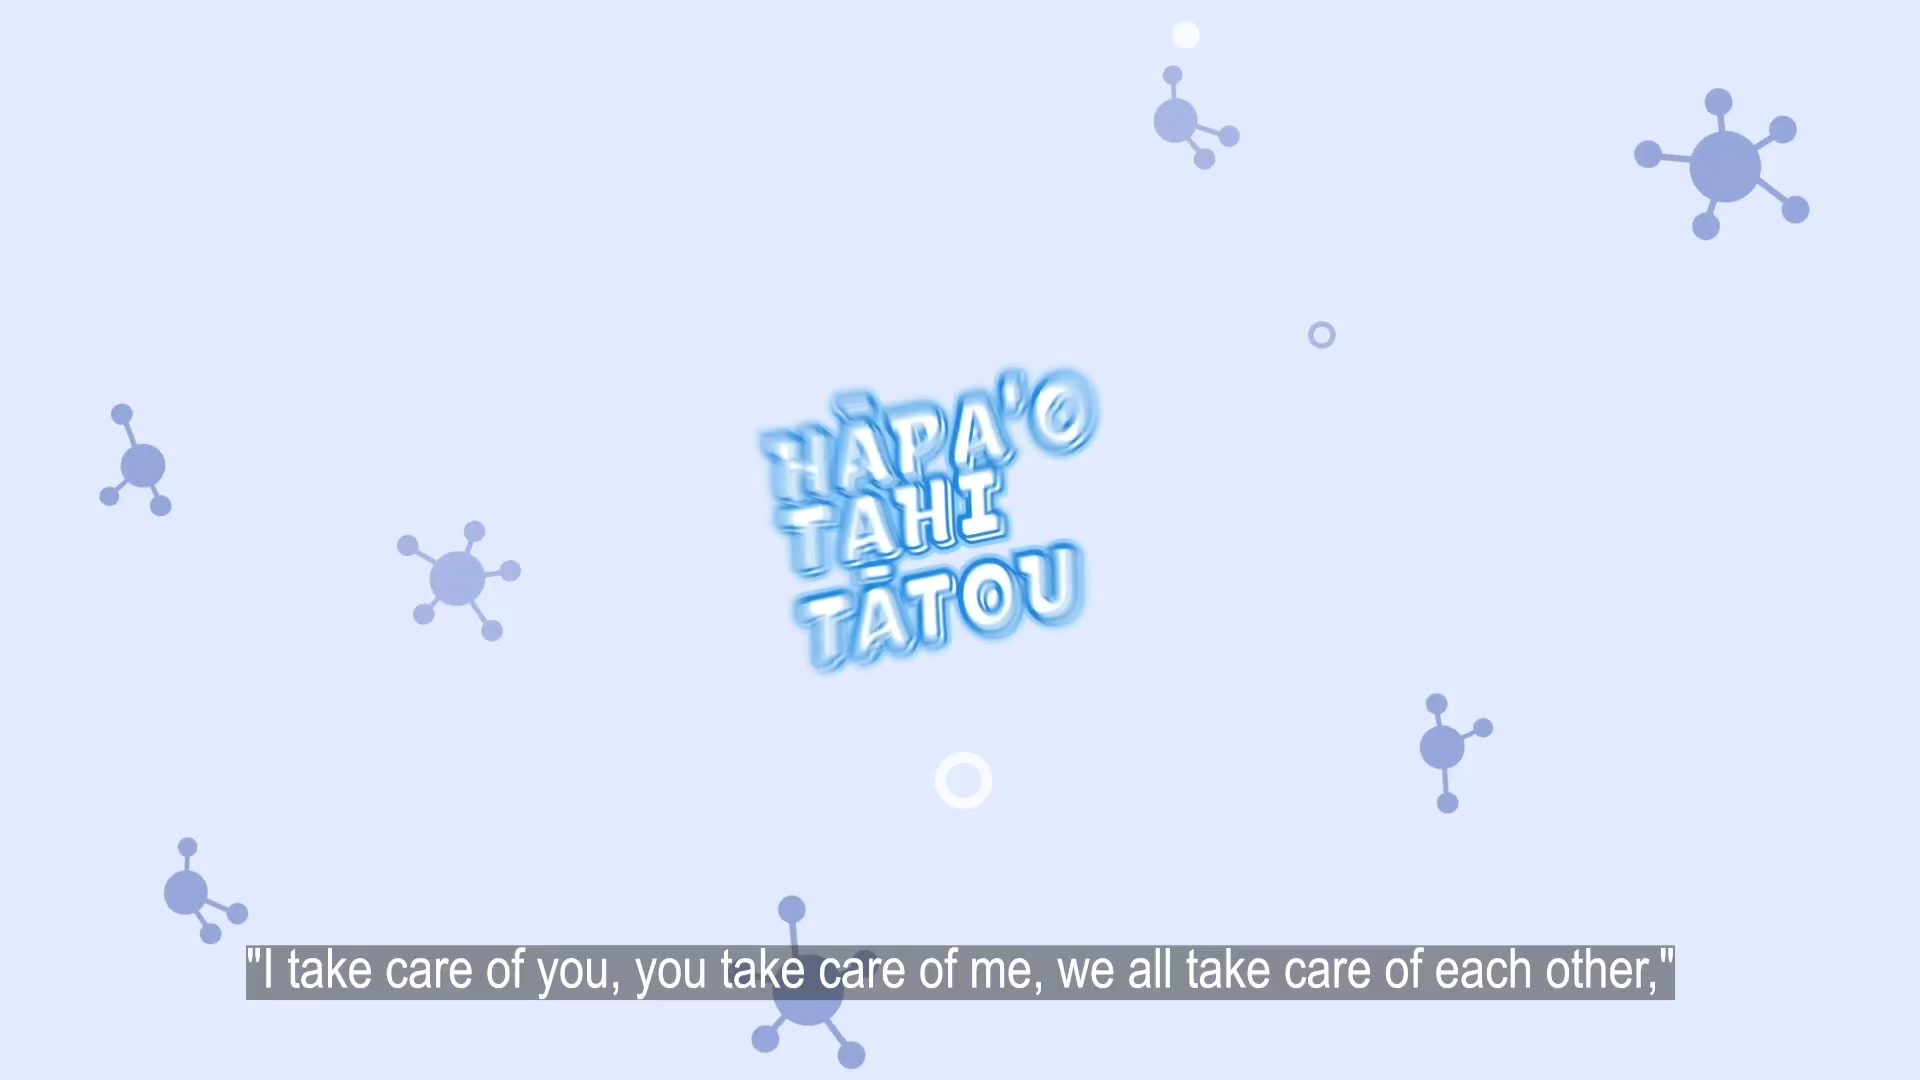 HĀPA'O
TAHI
TĀTOU
"I take care of you, you take care of me, we all take care of each other,"